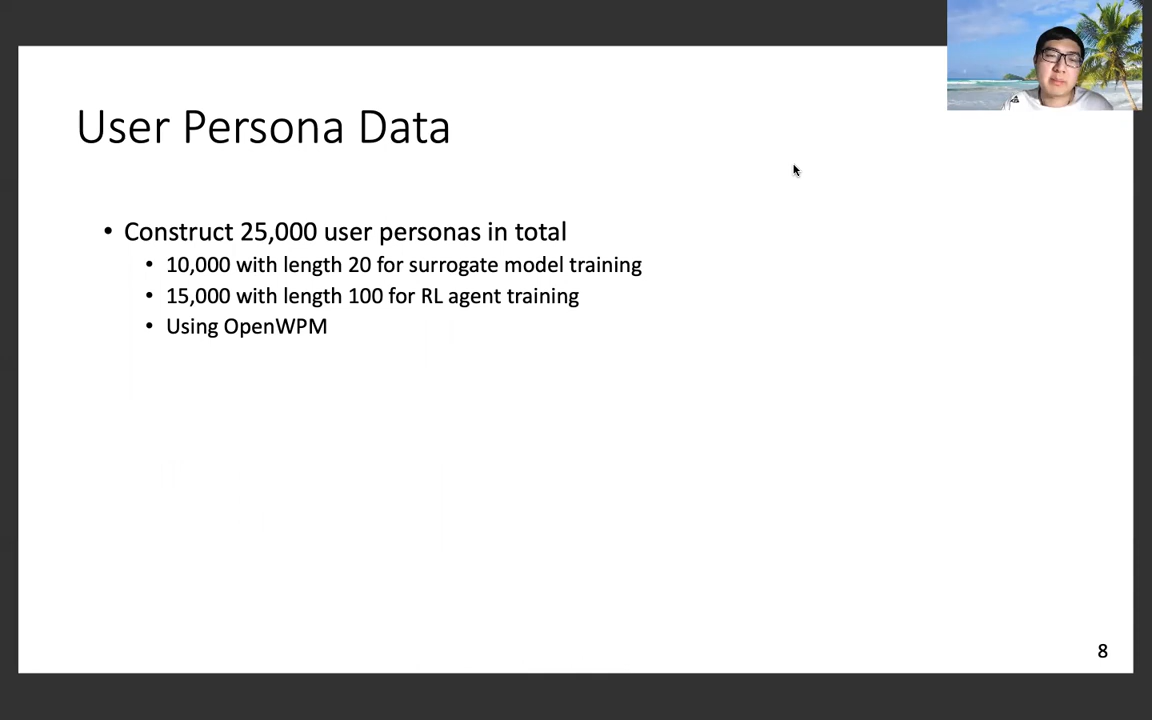 User Persona Data
• Construct 25,000 user personas in total
• 10,000 with length 20 for surrogate model training
• 15,000 with length 100 for RL agent training
• Using OpenWPM
8